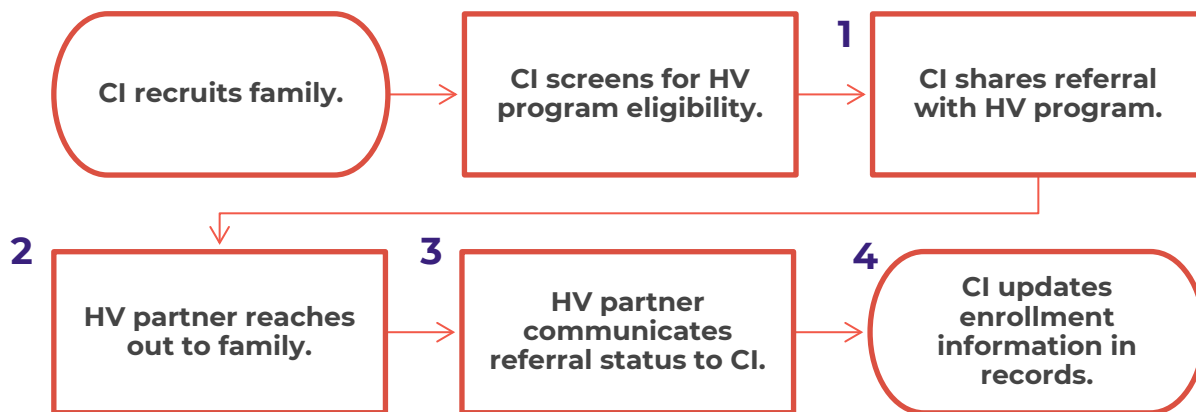 1
CI recruits family.
CI screens for HV
program eligibility.
CI shares referral
with HV program.
2
HV partner reaches
out to family.
3
HV partner
communicates
referral status to CI.
4
CI updates
enrollment
information in
records.